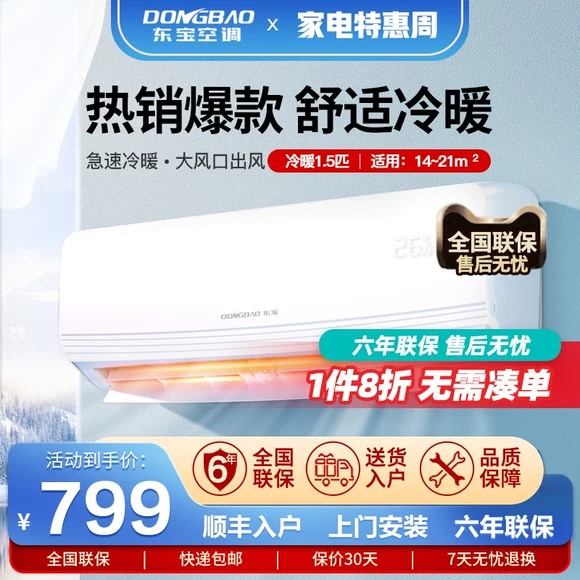 DONGBAO
东宝空调
x 家电特惠周
热销爆款 舒适冷暖
急速冷暖·大风口出风 冷暖1.5匹 | 适用：14~21m²
26
全国联保
售后无忧
DONGBAO 东宝
六年联保 售后无忧
1件8折 无需凑单
活动到手价：
¥799
6年 全国联保
送货入户
品质保障
顺丰入户 上门安装 六年联保
全国联保 | 快递包邮 | 保价30天 | 7天无忧退换